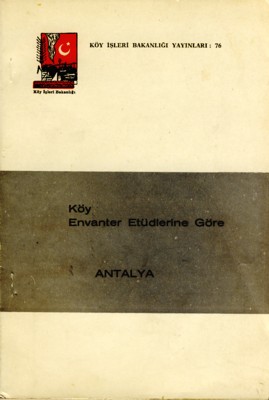 KÖY İŞLERİ BAKANLIĞI YAYINLARI: 76
Köy İşleri Bakanlığı
Köy
Envanter Etüdlerine Göre
ANTALYA